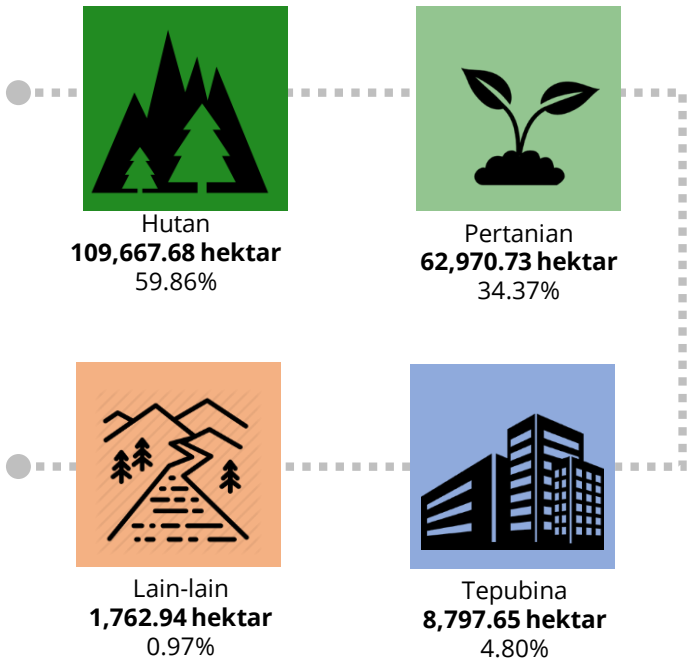 Hutan
109,667.68 hektar
59.86%
Pertanian
62,970.73 hektar
34.37%
Lain-lain
1,762.94 hektar
0.97%
Tepubina
8,797.65 hektar
4.80%